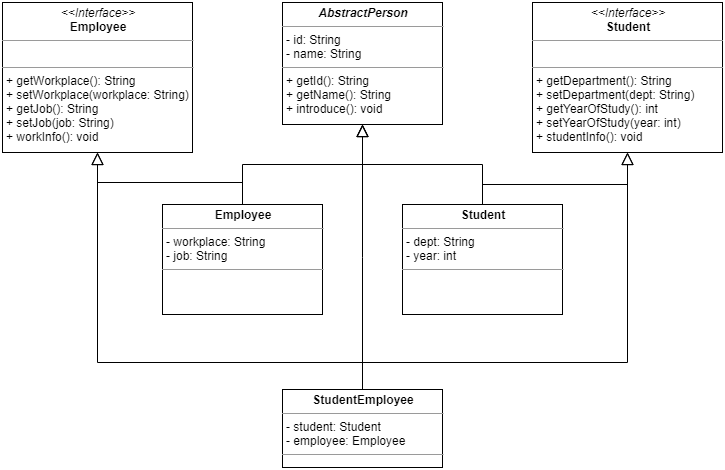 <<Interface>>
Employee
+ getWorkplace(): String
+ setWorkplace(workplace: String)
+ getJob(): String
+ setJob(job: String)
+ workInfo(): void
AbstractPerson
- id: String
- name: String
+ getId(): String
+ getName(): String
+ introduce(): void
<<Interface>>
Student
+ getDepartment(): String
+ setDepartment(dept: String)
+ getYearOfStudy(): int
+ setYearOfStudy(year: int)
+ studentInfo(): void
Employee
- workplace: String
- job: String
Student
- dept: String
- year: int
StudentEmployee
- student: Student
- employee: Employee